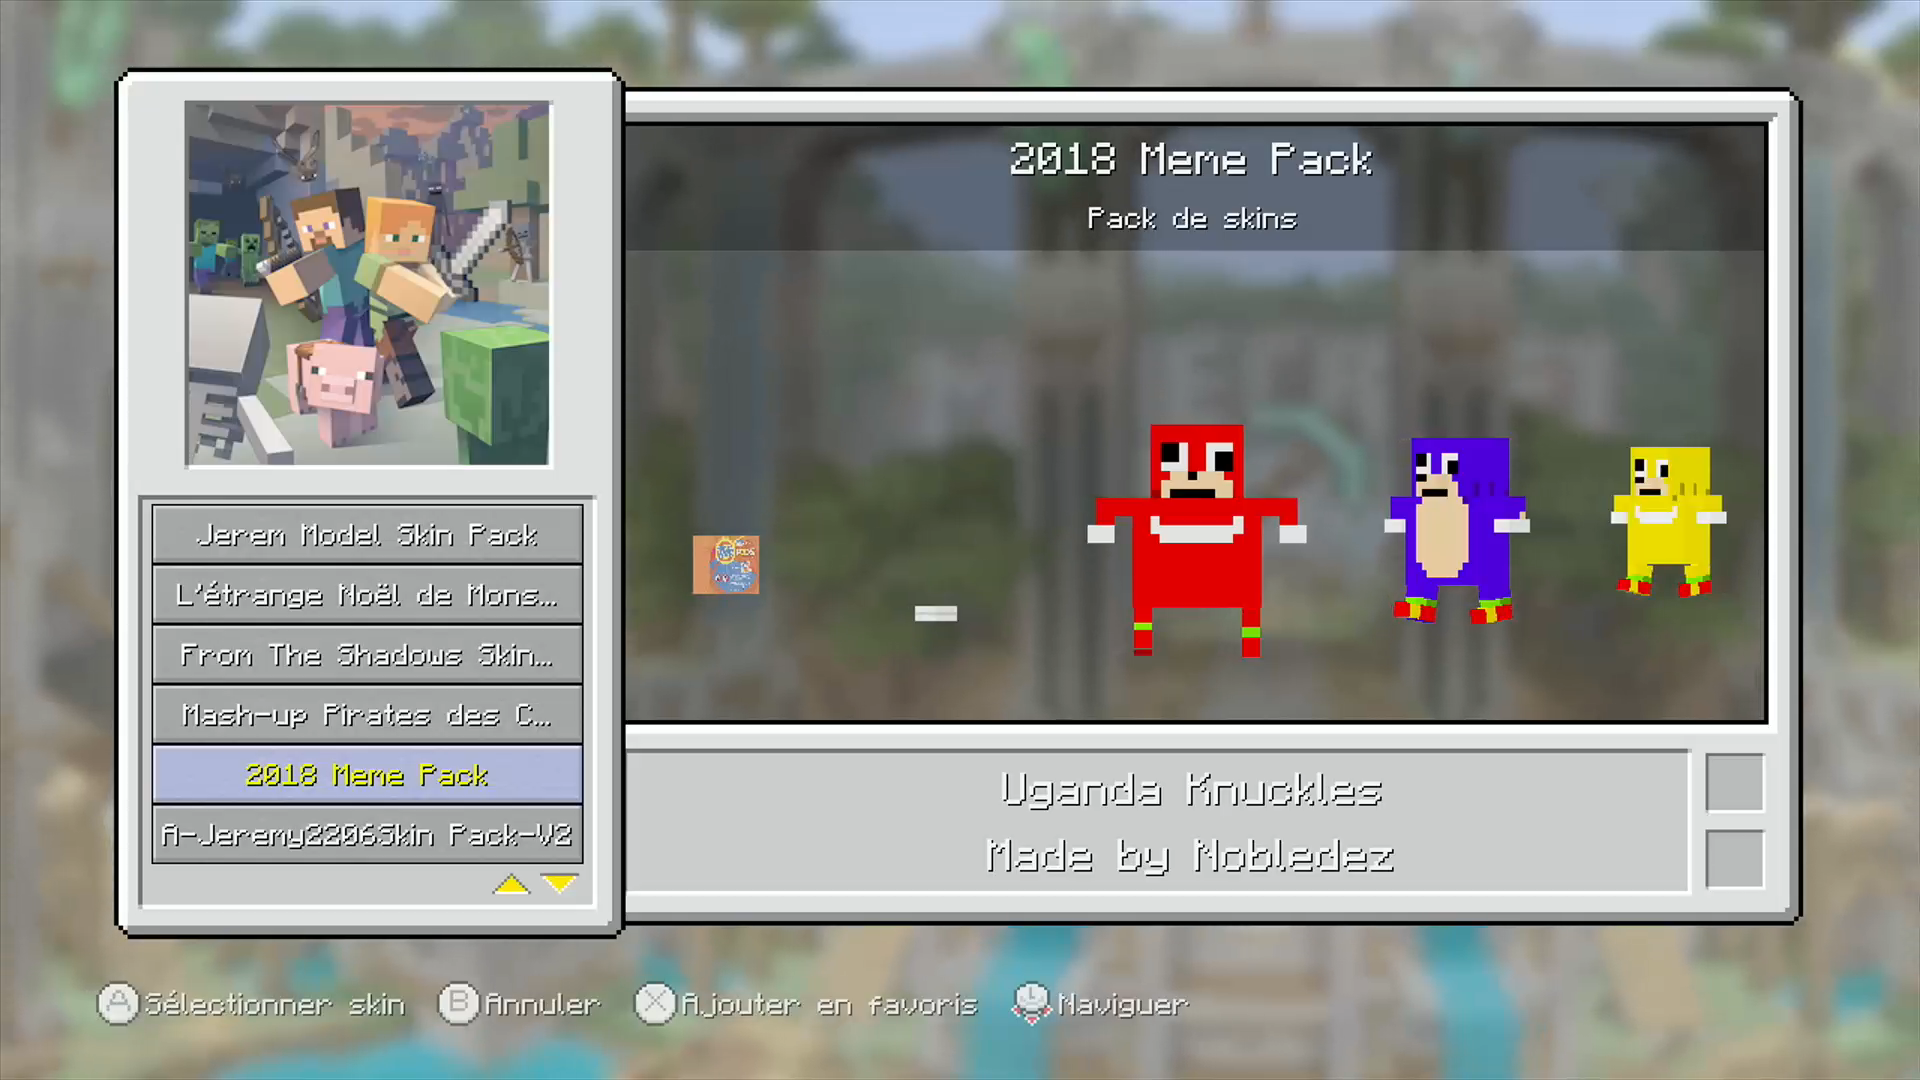 2018 Meme Pack
Pack de skins
Jerem Model Skin Pack
L'étrange Noël de Mons...
From The Shadows Skin...
Mash-up Pirates des C...
2018 Meme Pack
A-Jeremy2206Skin Pack-V2
Uganda Knuckles
Made by Nobledez
A Sélectionner skin B Annuler X Ajouter en favoris L Naviguer